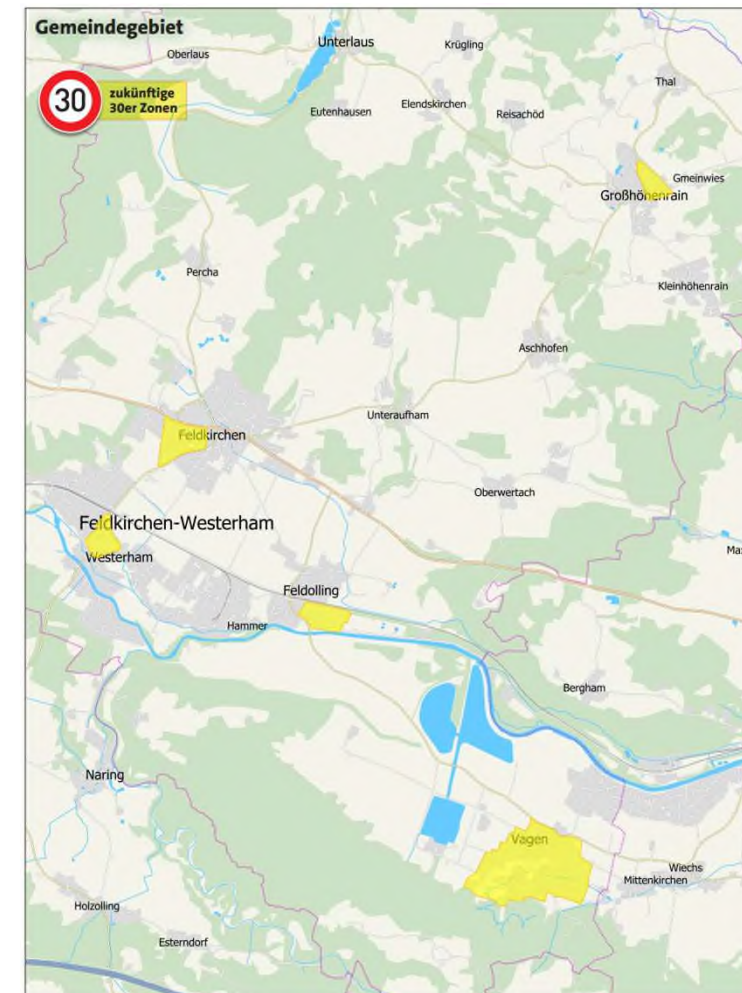 Gemeindegebiet
30
zukünftige
30er Zonen
Oberlaus
Unterlaus
Krügling
Thal
Eutenhausen
Elendskirchen
Reisachöd
Gmeinwies
Großhöhenrain
Percha
Kleinhöhenrain
Aschhofen
Unteraufham
Feldkirchen
Oberwertach
Feldkirchen-Westerham
Westerham
Max
Feldolling
Hammer
Bergham
Naring
Vagen
Wiechs
Mittenkirchen
Holzolling
Esterndorf